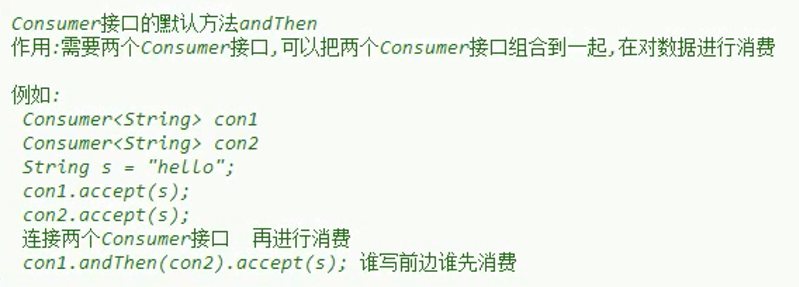 Consumer接口的默认方法andThen
作用:需要两个Consumer接口,可以把两个Consumer接口组合到一起,在对数据进行消费
例如:
Consumer<String> con1
Consumer<String> con2
String s = "hello";
con1.accept(s);
con2.accept(s);
连接两个Consumer接口  再进行消费
con1.andThen(con2).accept(s); 谁写前边谁先消费